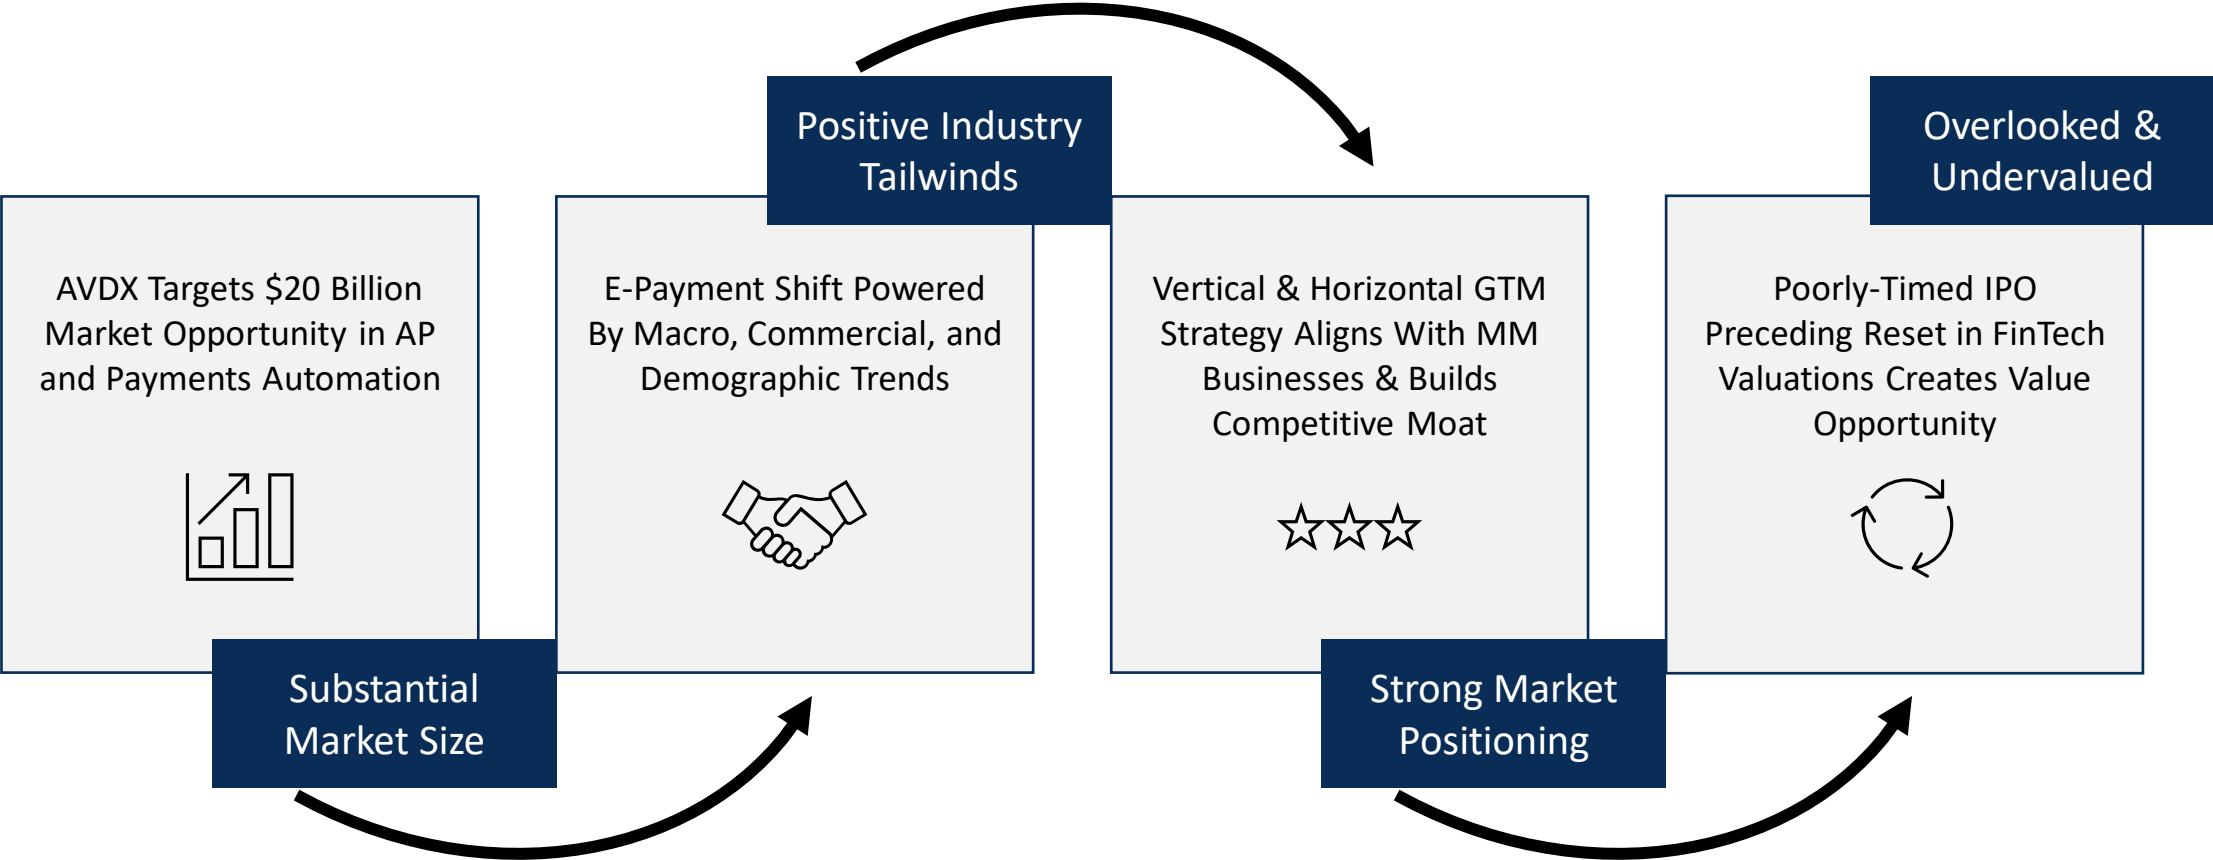 AVDX Targets $20 Billion
Market Opportunity in AP
and Payments Automation
Substantial
Market Size
Positive Industry
Tailwinds
E-Payment Shift Powered
By Macro, Commercial, and
Demographic Trends
Vertical & Horizontal GTM
Strategy Aligns With MM
Businesses & Builds
Competitive Moat
Strong Market
Positioning
Overlooked &
Undervalued
Poorly-Timed IPO
Preceding Reset in FinTech
Valuations Creates Value
Opportunity